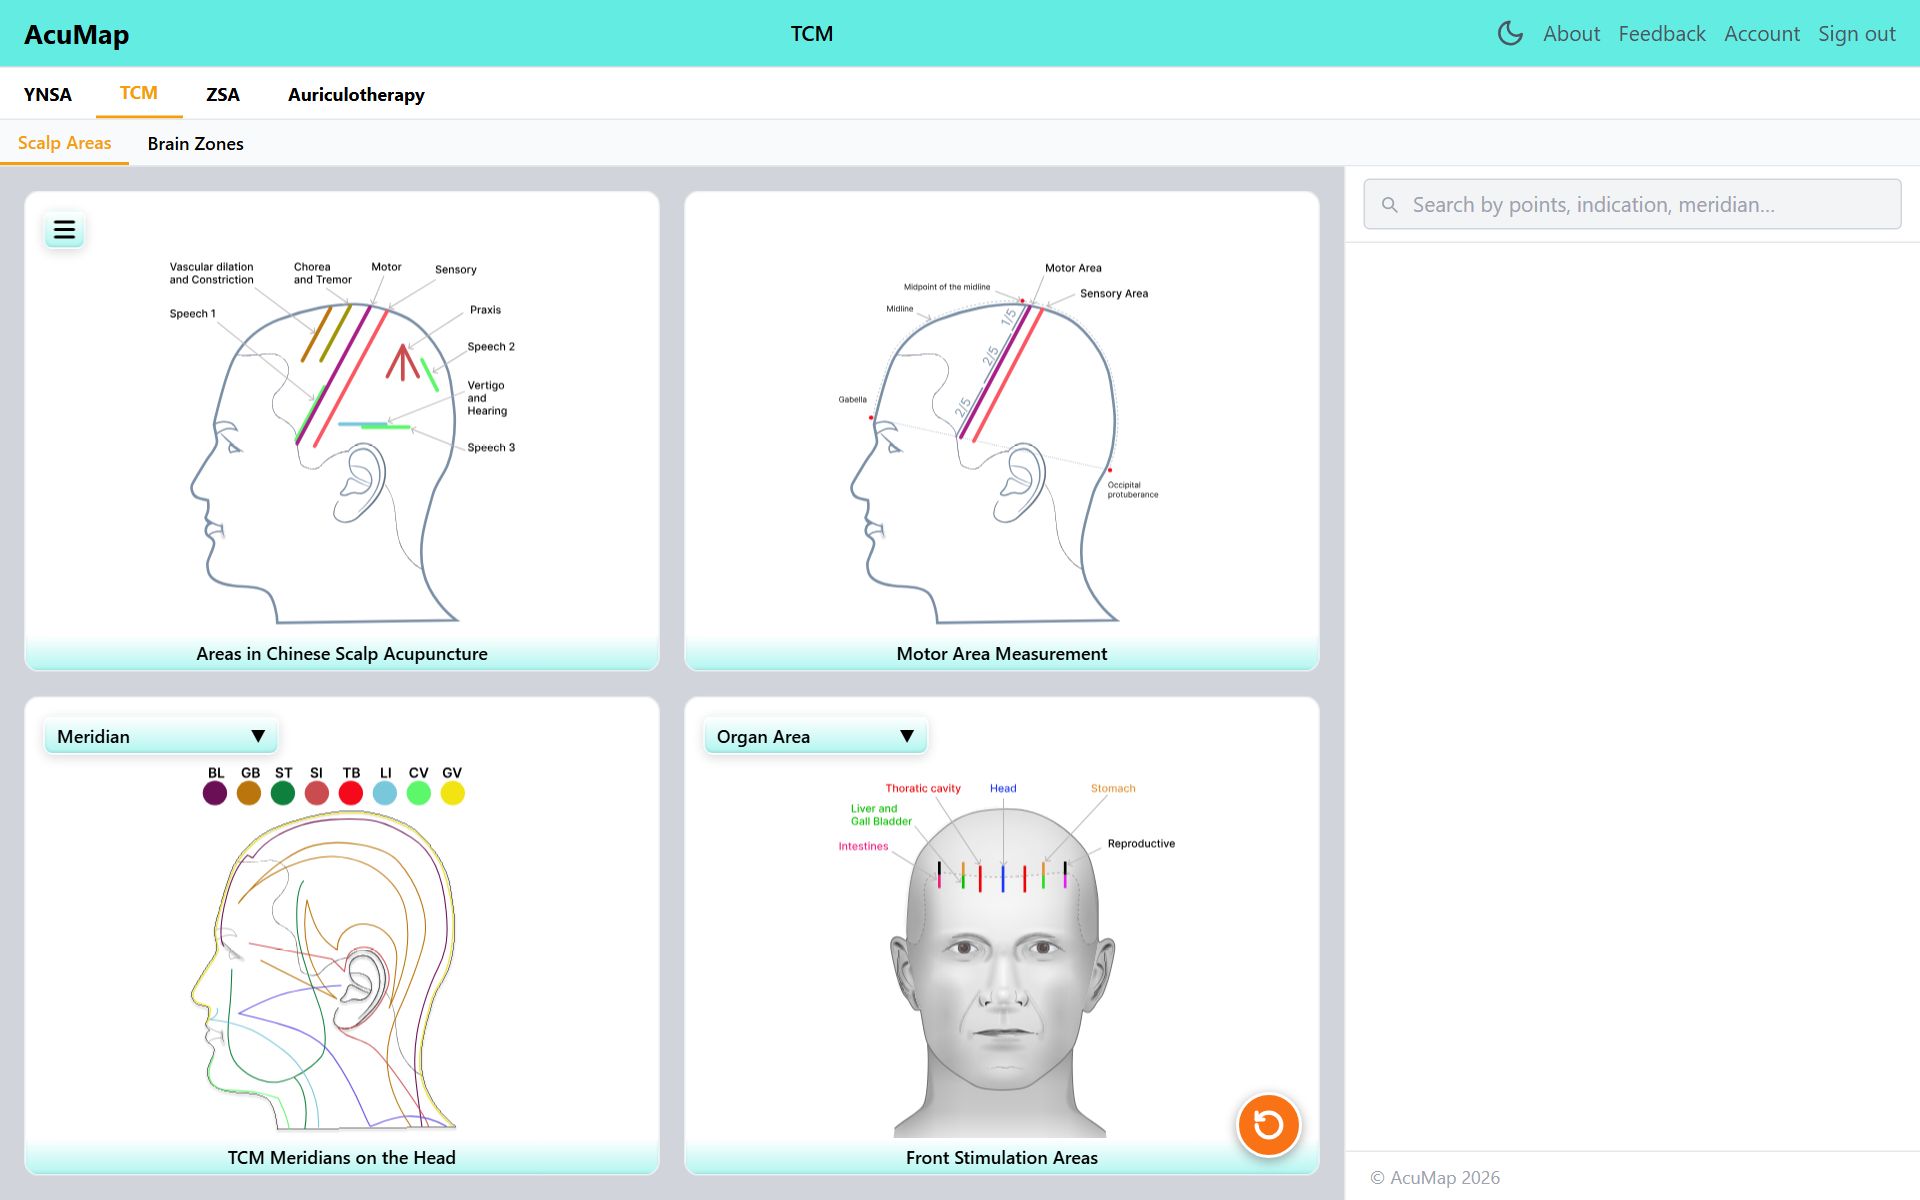 AcuMap
TCM
About
Feedback
Account
Sign out
YNSA
TCM
ZSA
Auriculotherapy
Scalp Areas
Brain Zones
Search by points, indication, meridian...
Vascular dilation
and Constriction
Chorea
and Tremor
Motor
Sensory
Speech 1
Praxis
Speech 2
Vertigo
and
Hearing
Speech 3
Areas in Chinese Scalp Acupuncture
Motor Area
Midpoint of the midline
Sensory Area
Midline
1/5
2/5
2/5
Gabella
Occipital
protuberance
Motor Area Measurement
Meridian
BL GB ST SI TB LI CV GV
TCM Meridians on the Head
Organ Area
Thoratic cavity
Head
Stomach
Liver and
Gall Bladder
Intestines
Reproductive
Front Stimulation Areas
© AcuMap 2026